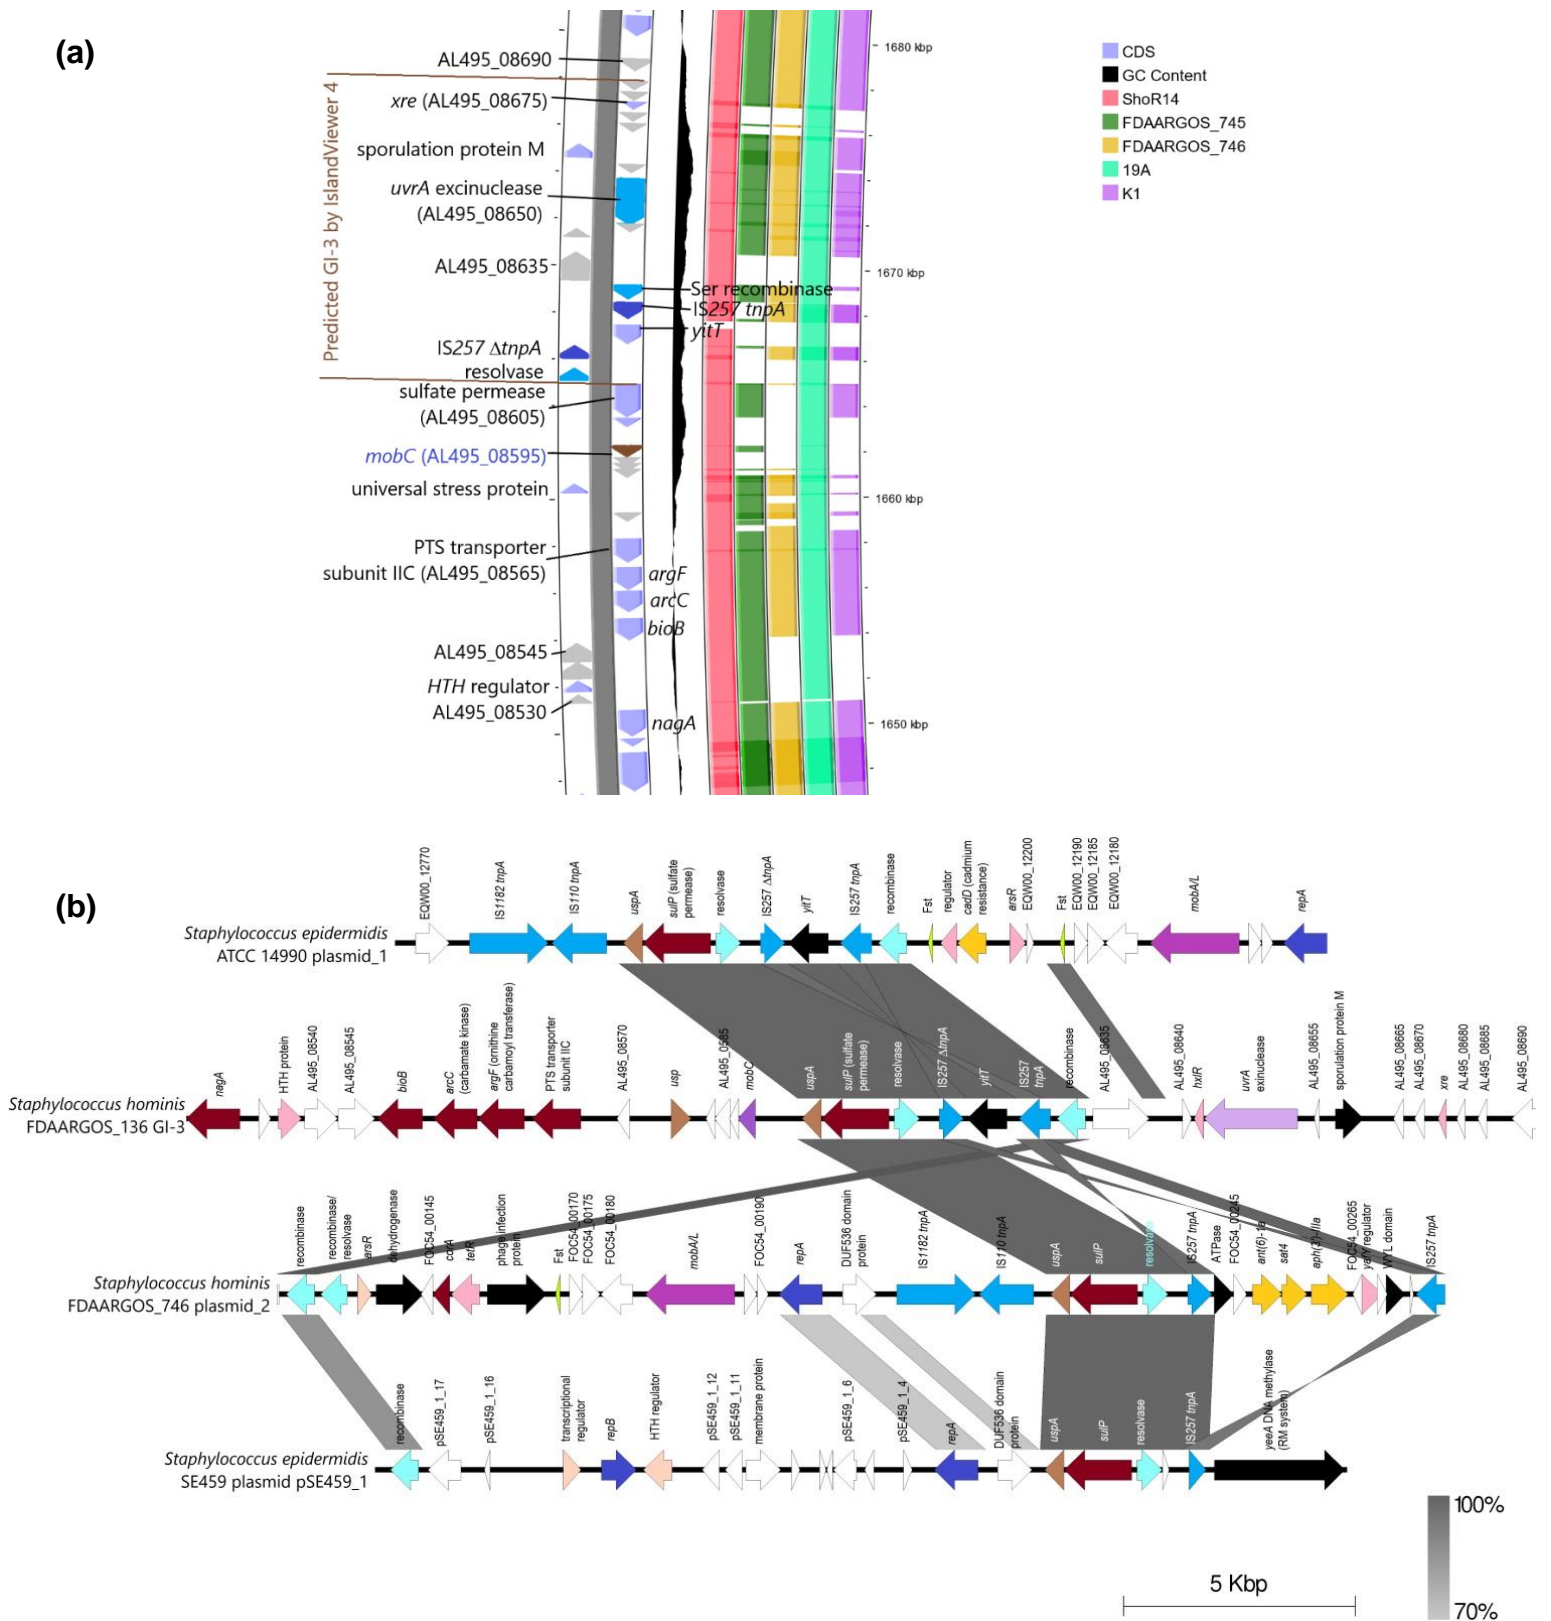 (a)
AL495_08690
xre (AL495_08675)
sporulation protein M
uvrA excinuclease
(AL495_08650)
AL495_08635
IS257 ΔtnpA
resolvase
sulfate permease
(AL495_08605)
mobC (AL495_08595)
universal stress protein
PTS transporter
subunit IIC (AL495_08565)
AL495_08545
HTH regulator
AL495_08530
Predicted GI-3 by IslandViewer 4
Ser recombinase
IS257 tnpA
yitT
argF
arcC
bioB
nagA
1680 kbp
1670 kbp
1660 kbp
1650 kbp
CDS
GC Content
ShoR14
FDAARGOS_745
FDAARGOS_746
19A
K1
(b)
Staphylococcus epidermidis
ATCC 14990 plasmid_1
EQW00_12770
IS1182 tnpA
IS110 tnpA
uspA
sulP (sulfate
permease)
resolvase
IS257 ΔtnpA
yitT
IS257 tnpA
recombinase
Fst
regulator
cadD (cadmium
resistance)
arsR
EQW00_12200
Fst
EQW00_12190
EQW00_12185
EQW00_12180
mobA/L
repA
Staphylococcus hominis
FDAARGOS_136 GI-3
nagA
HTH protein
AL495_08540
AL495_08545
bioB
arcC
(carbamate kinase)
argF (ornithine
carbamoyl transferase)
PTS transporter
subunit IIC
AL495_08570
usp
AL495_0585
mobC
uspA
sulP (sulfate
permease)
resolvase
IS257 ΔtnpA
yitT
IS257
tnpA
recombinase
AL495_08635
AL495_08640
hxlR
uvrA
exinuclease
AL495_08655
sporulation protein M
AL495_08665
AL495_08670
xre
AL495_08680
AL495_08685
AL495_08690
Staphylococcus hominis
FDAARGOS_746 plasmid_2
recombinase
recombinase/
resolvase
arsR
dehydrogenase
FOC54_00145
corA
tetR
phage infection
protein
Fst
FOC54_00170
FOC54_00175
FOC54_00180
mobA/L
FOC54_00190
repA
DUF536 domain
protein
IS1182 tnpA
IS110 tnpA
uspA
sulP
resolvase
IS257 tnpA
ATPase
FOC54_00245
ant(6)-Ia
sat4
aph(3')-IIIa
FOC54_00265
yafY regulator
WYL domain
IS257 tnpA
Staphylococcus epidermidis
SE459 plasmid pSE459_1
recombinase
pSE459_1_17
pSE459_1_16
transcriptional
regulator
repB
HTH regulator
pSE459_1_12
pSE459_1_11
membrane protein
pSE459_1_6
pSE459_1_4
repA
DUF536 domain
protein
uspA
sulP
resolvase
IS257 tnpA
yeeA DNA methylase
(RM system)
5 Kbp
100%
70%